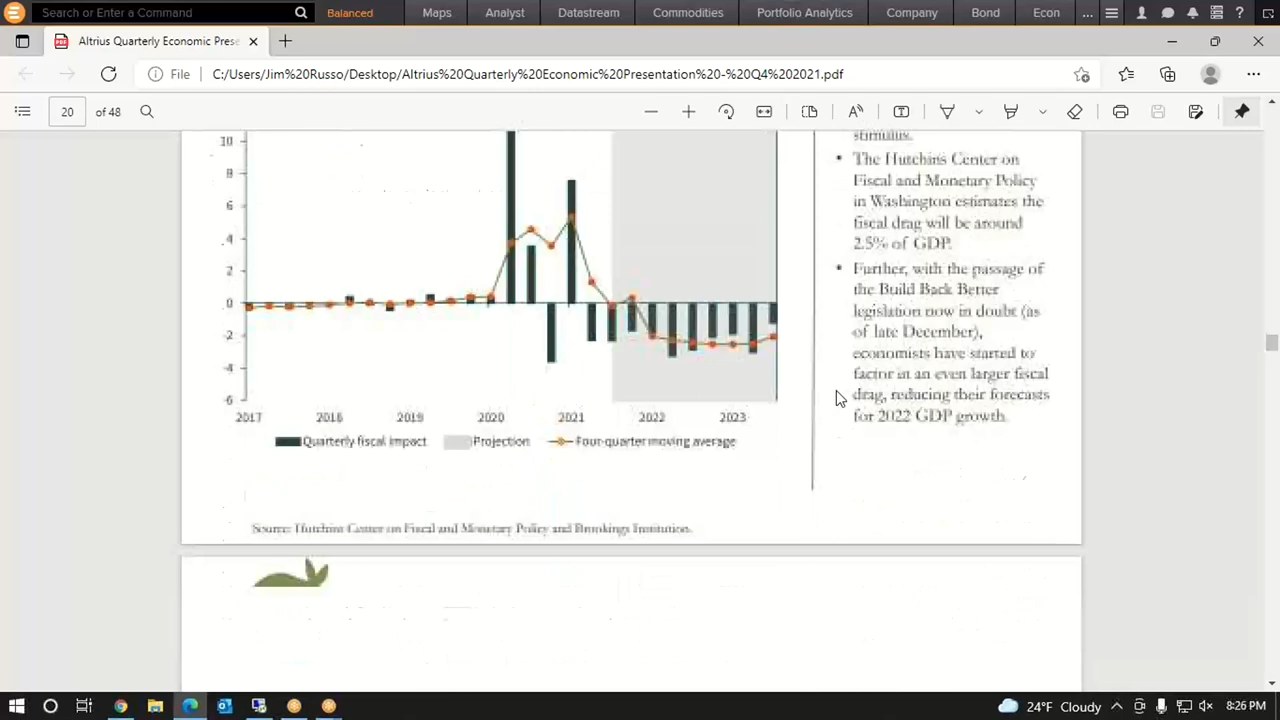 Search or Enter a Command Balanced Maps Analyst Datastream Commodities Portfolio Analytics Company Bond Econ ...
Altrius Quarterly Economic Prese
File C:/Users/Jim%20Russo/Desktop/Altrius%20Quarterly%20Economic%20Presentation%20-%20Q4%202021.pdf
20 of 48
stimulus.
10
8
6
4
2
0
-2
-4
-6
2017 2018 2019 2020 2021 2022 2023
Quarterly fiscal impact Projection Four-quarter moving average
• The Hutchins Center on
Fiscal and Monetary Policy
in Washington estimates the
fiscal drag will be around
2.5% of GDP.
• Further, with the passage of
the Build Back Better
legislation now in doubt (as
of late December),
economists have started to
factor in an even larger fiscal
drag, reducing their forecasts
for 2022 GDP growth.
Source: Hutchins Center on Fiscal and Monetary Policy and Brookings Institution.
24°F Cloudy 8:26 PM